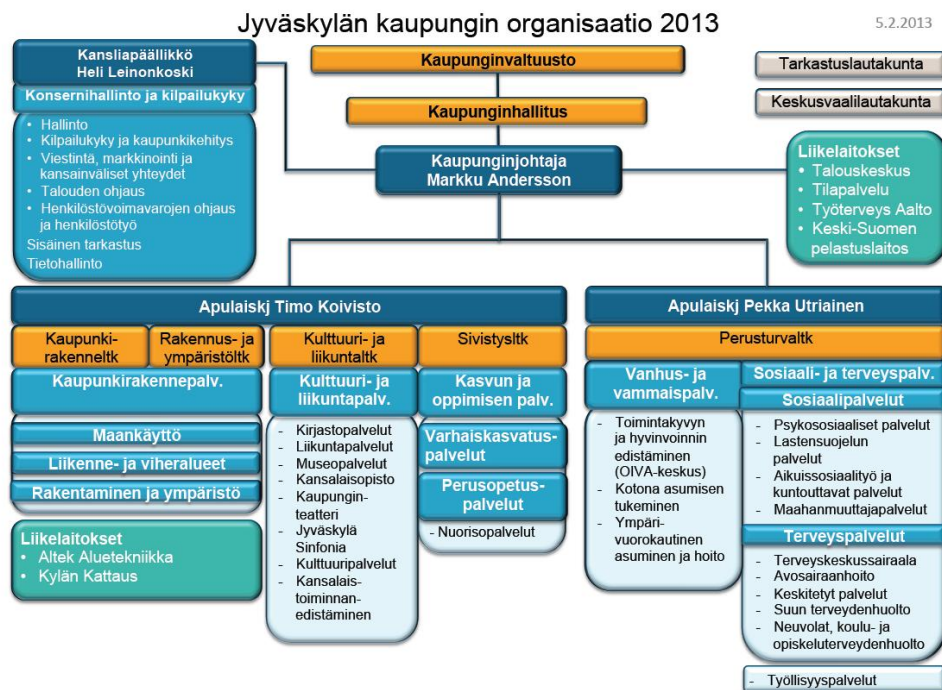 Jyväskylän kaupungin organisaatio 2013
5.2.2013
Kansliapäällikkö
Heli Leinonkoski
Konsernihallinto ja kilpailukyky
• Hallinto
• Kilpailukyky ja kaupunkikehitys
• Viestintä, markkinointi ja
kansainväliset yhteydet
• Talouden ohjaus
• Henkilöstövoimavarojen ohjaus
ja henkilöstötyö
Sisäinen tarkastus
Tietohallinto
Kaupunginvaltuusto
Kaupunginhallitus
Kaupunginjohtaja
Markku Andersson
Tarkastuslautakunta
Keskusvaalilautakunta
Liikelaitokset
• Talouskeskus
• Tilapalvelu
• Työterveys Aalto
• Keski-Suomen
pelastuslaitos
Apulaiskj Timo Koivisto
Kaupunki-
rakenneltk
Rakennus- ja
ympäristöltk
Kaupunkirakennepalv.
Maankäyttö
Liikenne- ja viheralueet
Rakentaminen ja ympäristö
Liikelaitokset
• Altek Aluetekniikka
• Kylän Kattaus
Kulttuuri- ja
liikuntaltk
Kulttuuri- ja
liikuntapalv.
- Kirjastopalvelut
- Liikuntapalvelut
- Museopalvelut
- Kansalaisopisto
- Kaupungin-
teatteri
- Jyväskylä
Sinfonia
- Kulttuuripalvelut
- Kansalais-
toiminnan-
edistäminen
Sivistysltk
Kasvun ja
oppimisen palv.
Varhaiskasvatus-
palvelut
Perusopetus-
palvelut
- Nuorisopalvelut
Apulaiskj Pekka Utriainen
Perusturvaltk
Vanhus- ja
vammaispalv.
- Toimintakyvyn
ja hyvinvoinnin
edistäminen
(OIVA-keskus)
- Kotona asumisen
tukeminen
- Ympäri-
vuorokautinen
asuminen ja hoito
Sosiaali- ja terveyspalv.
Sosiaalipalvelut
- Psykososiaaliset palvelut
- Lastensuojelun
palvelut
- Aikuissosiaalityö ja
kuntouttavat palvelut
- Maahanmuuttajapalvelut
Terveyspalvelut
- Terveyskeskussairaala
- Avosairaanhoito
- Keskitetyt palvelut
- Suun terveydenhuolto
- Neuvolat, koulu- ja
opiskeluterveydenhuolto
- Työllisyyspalvelut